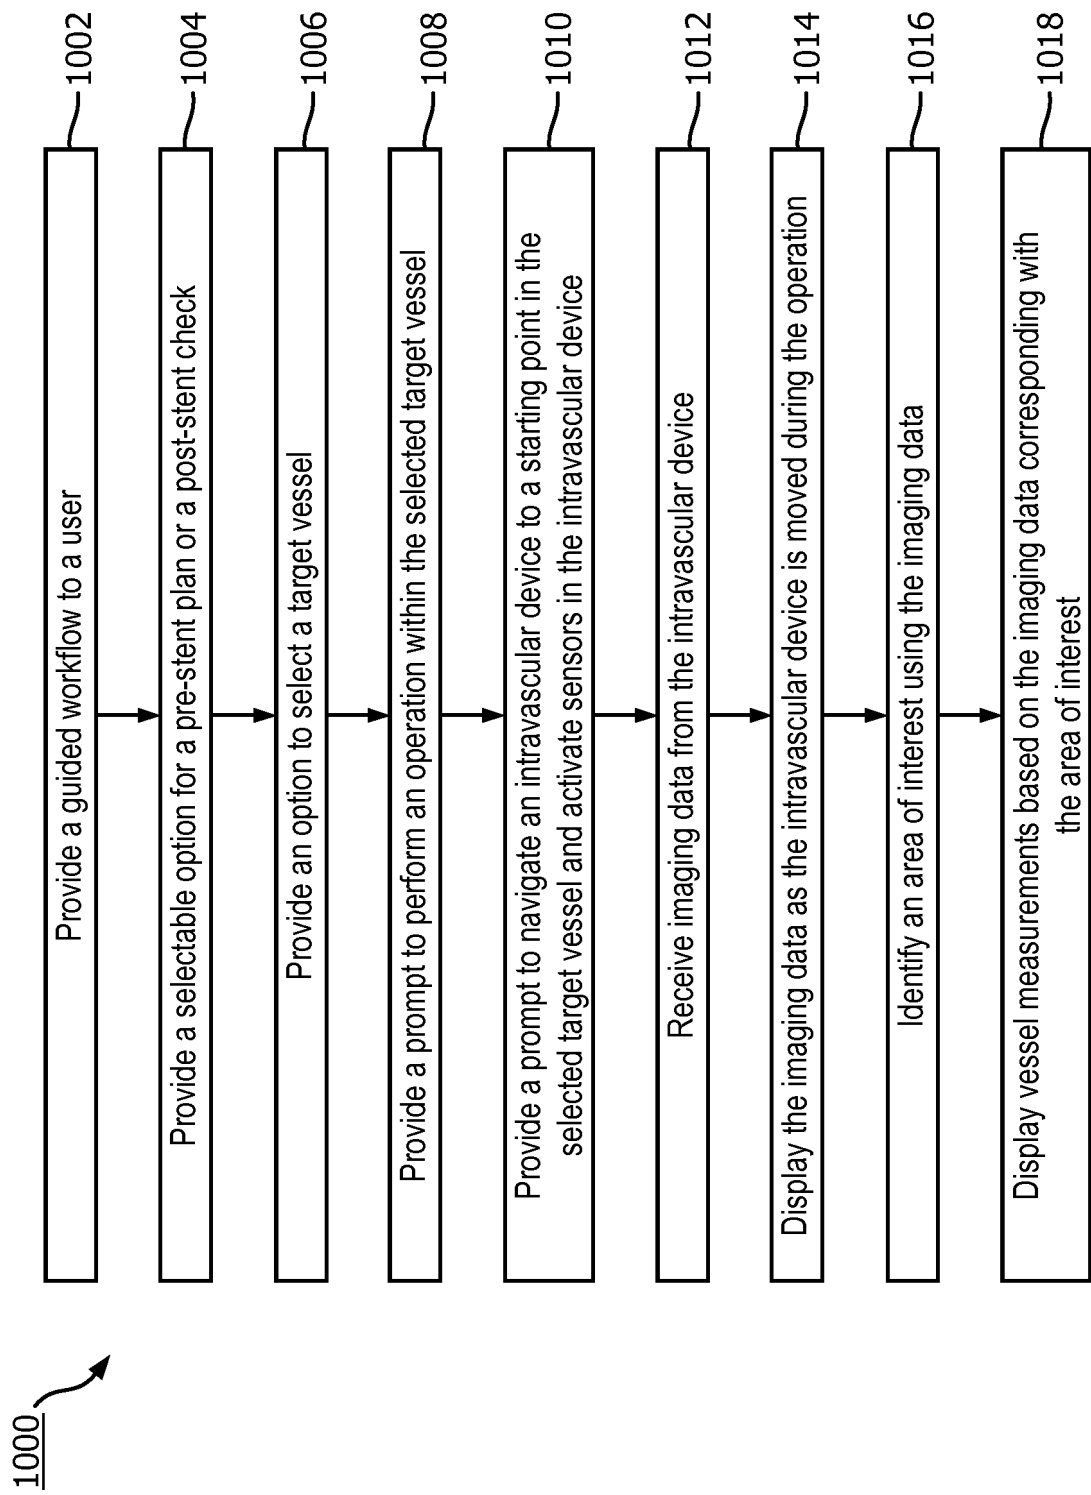 1000
Provide a guided workflow to a user
1002
Provide a selectable option for a pre-stent plan or a post-stent check
1004
Provide an option to select a target vessel
1006
Provide a prompt to perform an operation within the selected target vessel
1008
Provide a prompt to navigate an intravascular device to a starting point in the
selected target vessel and activate sensors in the intravascular device
1010
Receive imaging data from the intravascular device
1012
Display the imaging data as the intravascular device is moved during the operation
1014
Identify an area of interest using the imaging data
1016
Display vessel measurements based on the imaging data corresponding with
the area of interest
1018